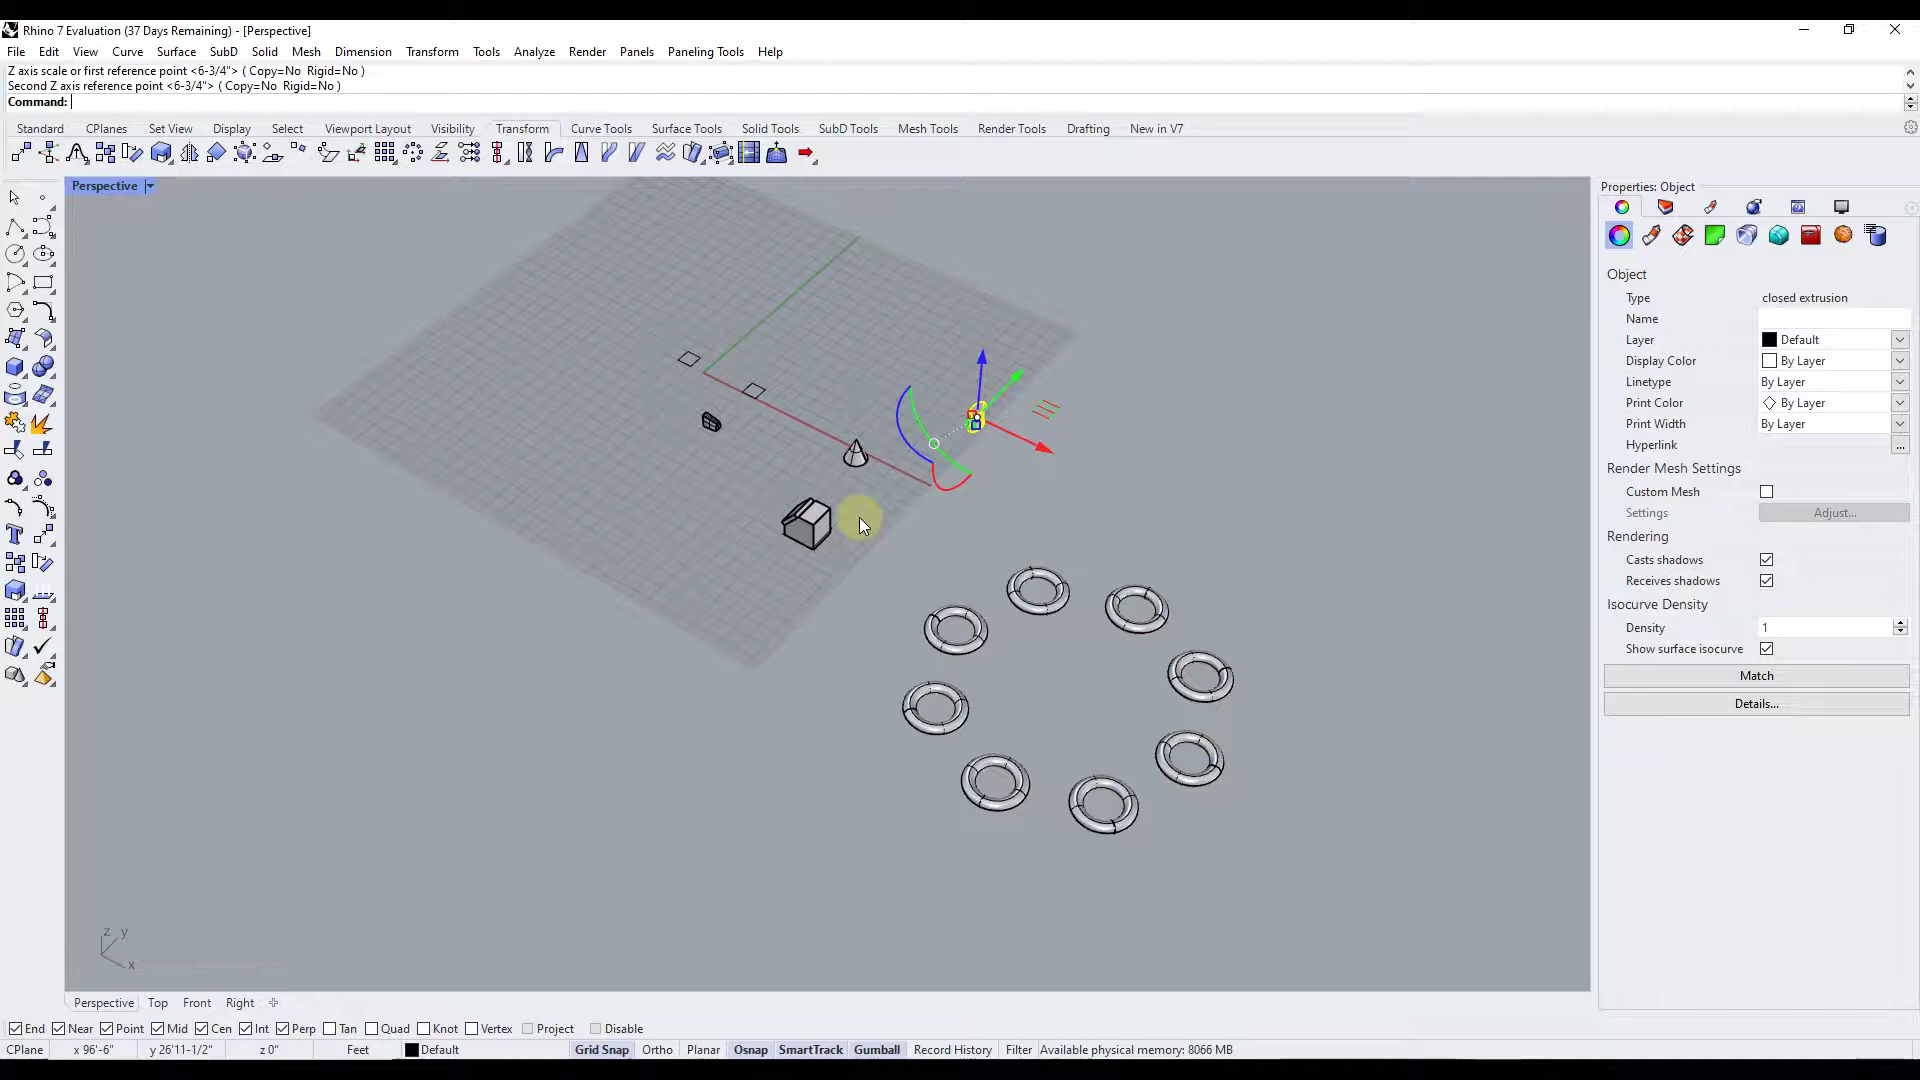 Rhino 7 Evaluation (37 Days Remaining) - [Perspective]
File Edit View Curve Surface SubD Solid Mesh Dimension Transform Tools Analyze Render Panels Paneling Tools Help
Z axis scale or first reference point <6-3/4"> ( Copy=No Rigid=No )
Second Z axis reference point <6-3/4"> ( Copy=No Rigid=No )
Command:
Standard CPlanes Set View Display Select Viewport Layout Visibility Transform Curve Tools Surface Tools Solid Tools SubD Tools Mesh Tools Render Tools Drafting New in V7
Perspective
Properties: Object
Object
Type closed extrusion
Name
Layer Default
Display Color By Layer
Linetype By Layer
Print Color By Layer
Print Width By Layer
Hyperlink ...
Render Mesh Settings
Custom Mesh
Settings Adjust...
Rendering
Casts shadows
Receives shadows
Isocurve Density
Density 1
Show surface isocurve
Match
Details...
z y
x
Perspective Top Front Right
End Near Point Mid Cen Int Perp Tan Quad Knot Vertex Project Disable
CPlane x 96'-6" y 26'11-1/2" z 0" Feet Default Grid Snap Ortho Planar Osnap SmartTrack Gumball Record History Filter Available physical memory: 8066 MB